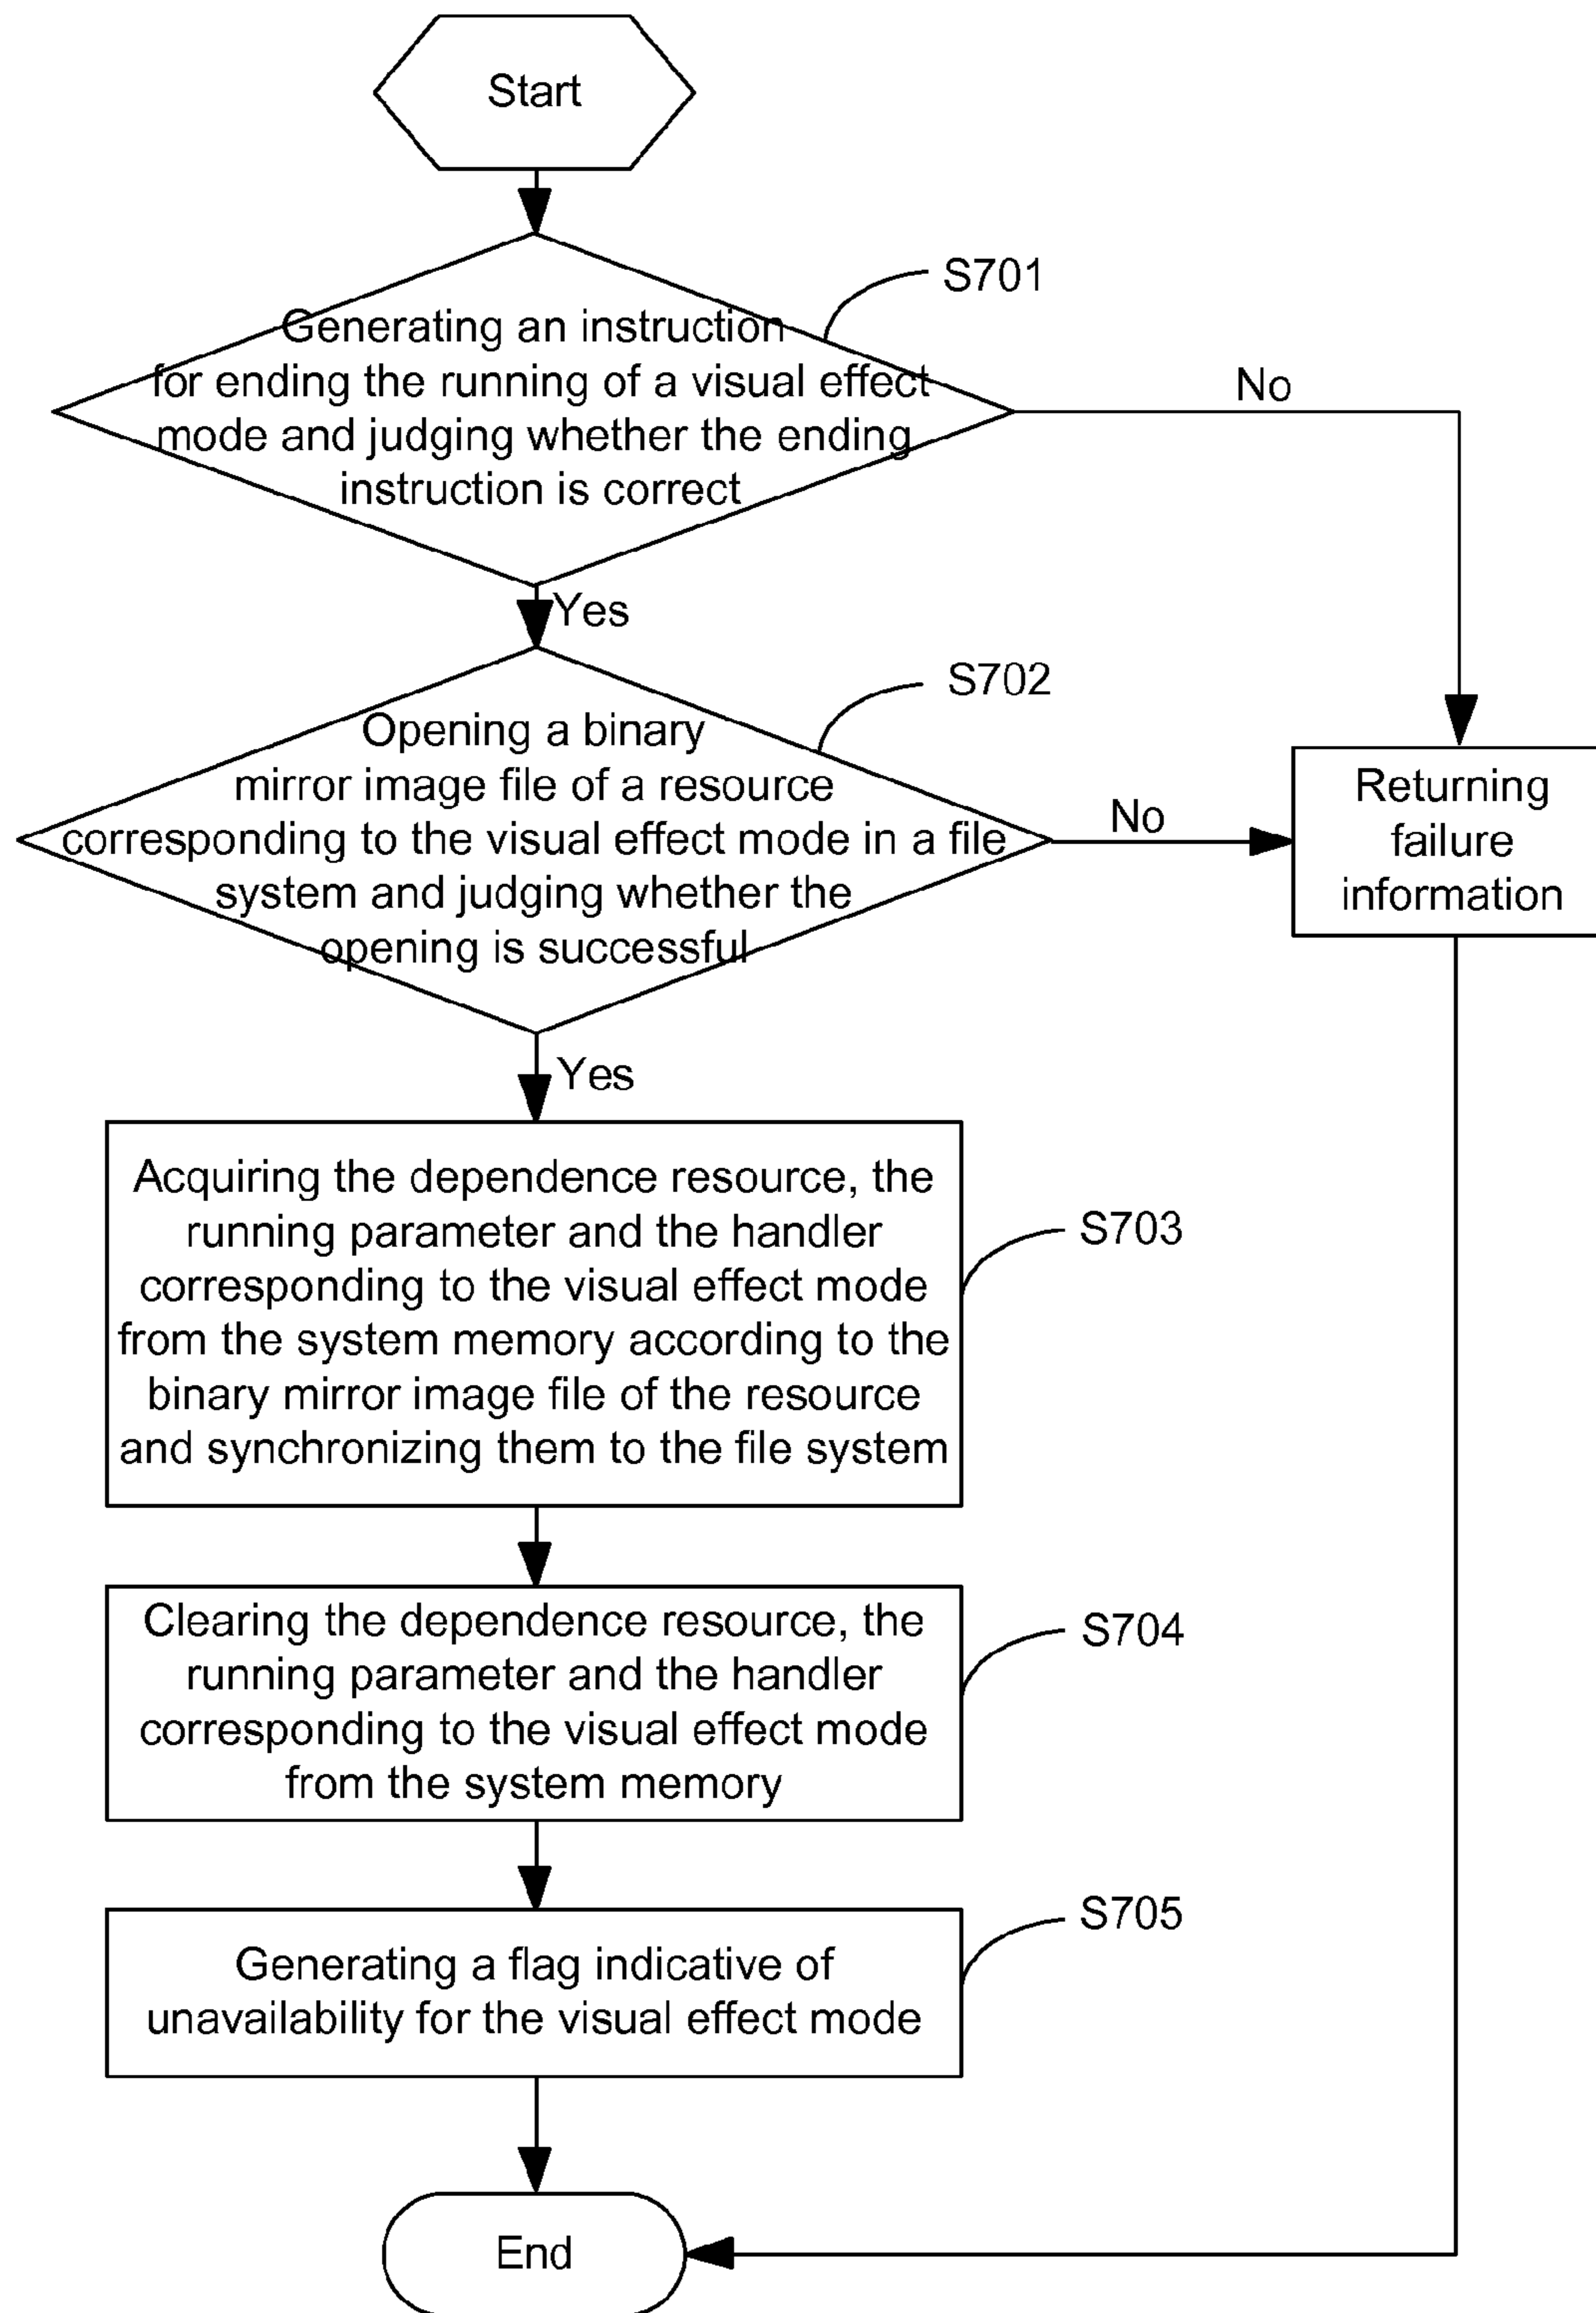 Start
S701
Generating an instruction
for ending the running of a visual effect
mode and judging whether the ending
instruction is correct
No
Yes
S702
Opening a binary
mirror image file of a resource
corresponding to the visual effect mode in a file
system and judging whether the
opening is successful
No
Returning
failure
information
Yes
Acquiring the dependence resource, the
running parameter and the handler
corresponding to the visual effect mode
from the system memory according to the
binary mirror image file of the resource
and synchronizing them to the file system
S703
Clearing the dependence resource, the
running parameter and the handler
corresponding to the visual effect mode
from the system memory
S704
Generating a flag indicative of
unavailability for the visual effect mode
S705
End